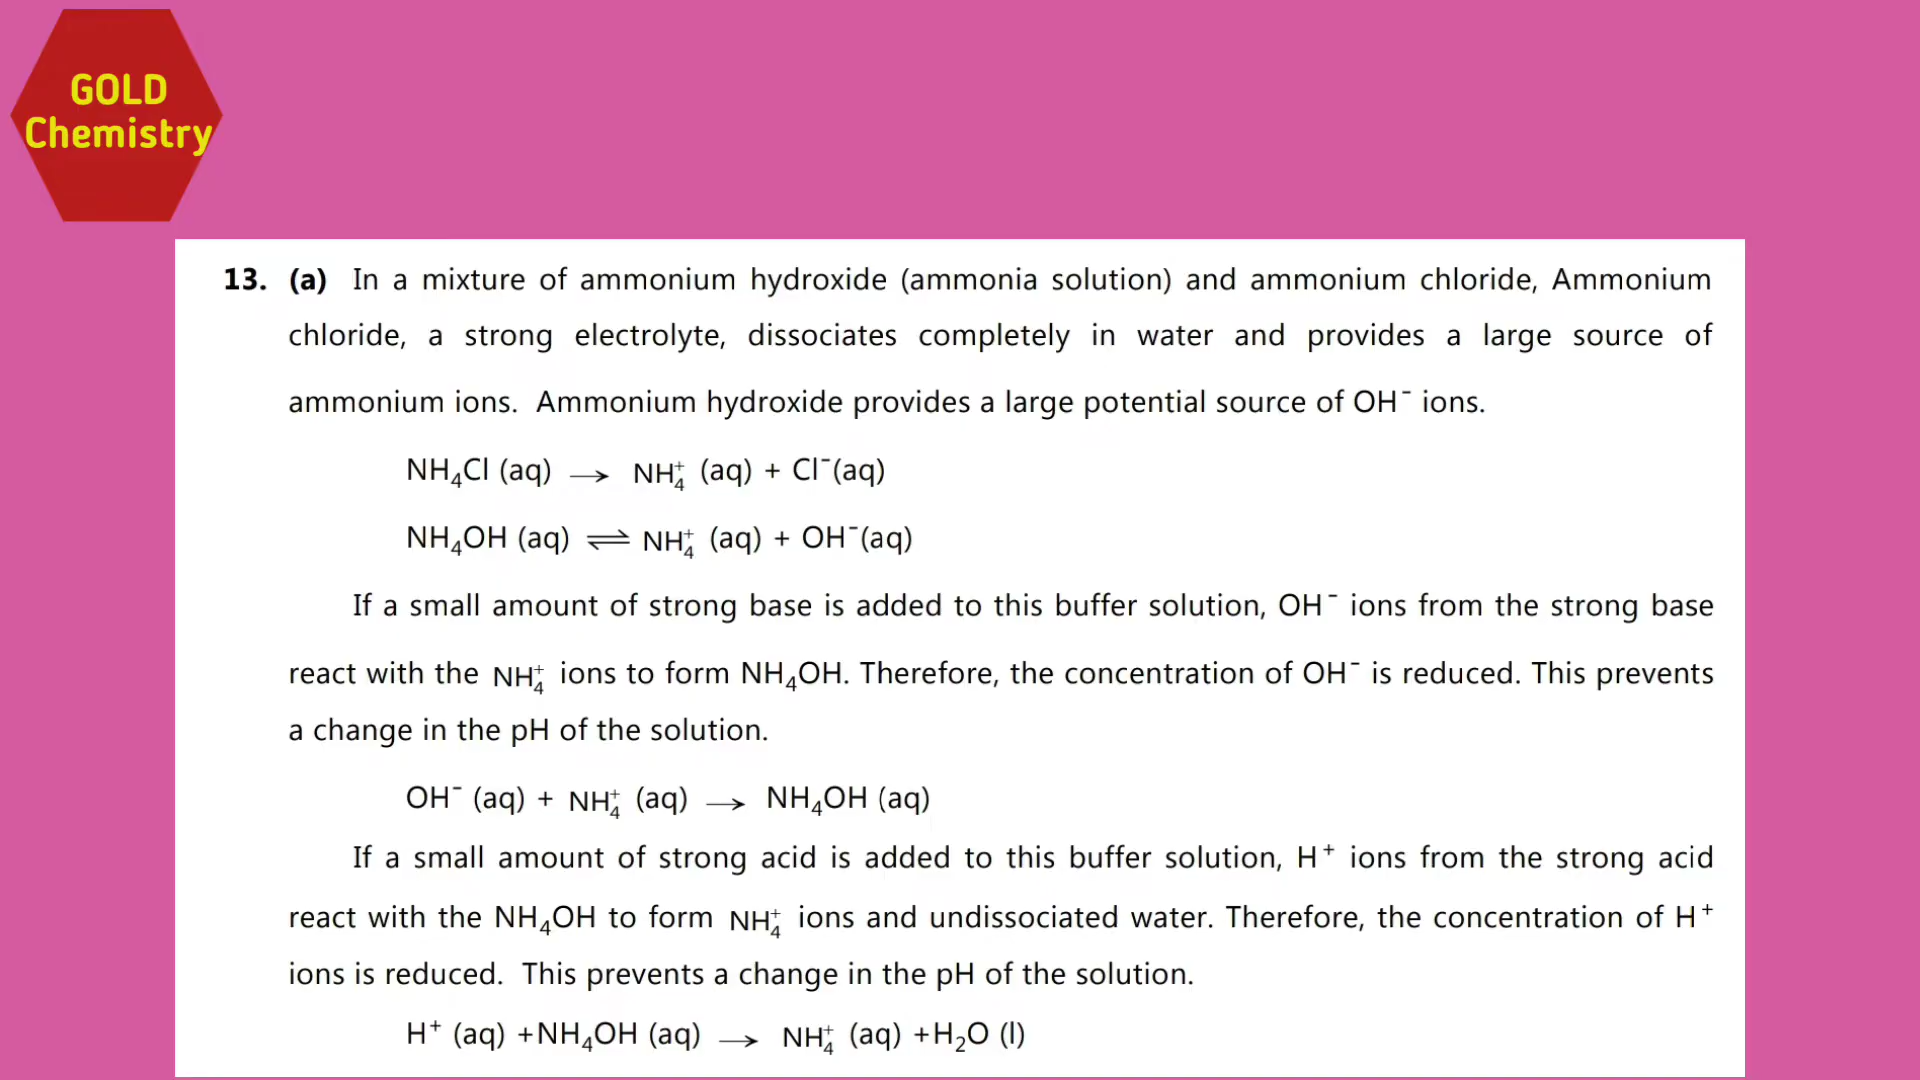 GOLD
Chemistry
13. (a) In a mixture of ammonium hydroxide (ammonia solution) and ammonium chloride, Ammonium
chloride, a strong electrolyte, dissociates completely in water and provides a large source of
ammonium ions. Ammonium hydroxide provides a large potential source of OH⁻ ions.
NH₄Cl (aq) → NH₄⁺ (aq) + Cl⁻(aq)
NH₄OH (aq) ⇌ NH₄⁺ (aq) + OH⁻(aq)
If a small amount of strong base is added to this buffer solution, OH⁻ ions from the strong base
react with the NH₄⁺ ions to form NH₄OH. Therefore, the concentration of OH⁻ is reduced. This prevents
a change in the pH of the solution.
OH⁻ (aq) + NH₄⁺ (aq) → NH₄OH (aq)
If a small amount of strong acid is added to this buffer solution, H⁺ ions from the strong acid
react with the NH₄OH to form NH₄⁺ ions and undissociated water. Therefore, the concentration of H⁺
ions is reduced. This prevents a change in the pH of the solution.
H⁺ (aq) +NH₄OH (aq) → NH₄⁺ (aq) +H₂O (l)